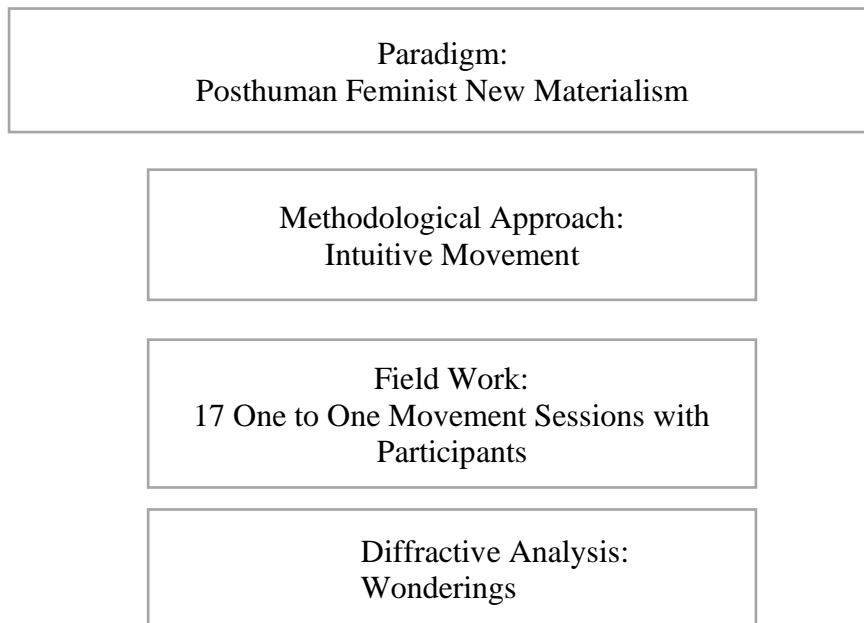 Paradigm:
Posthuman Feminist New Materialism
Methodological Approach:
Intuitive Movement
Field Work:
17 One to One Movement Sessions with
Participants
Diffractive Analysis:
Wonderings